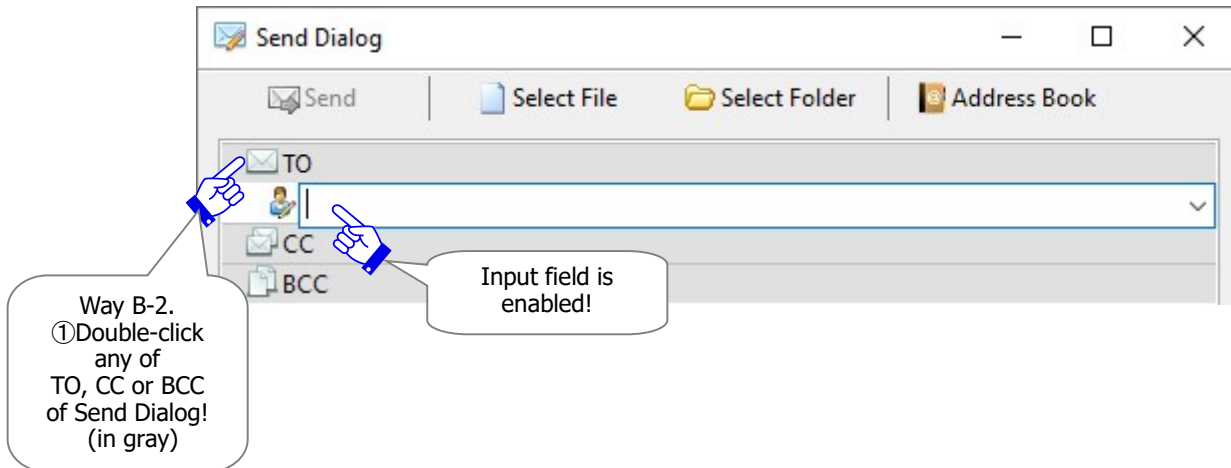 Send Dialog
Send Select File Select Folder Address Book
TO
CC
BCC
Input field is
enabled!
Way B-2.
①Double-click
any of
TO, CC or BCC
of Send Dialog!
(in gray)